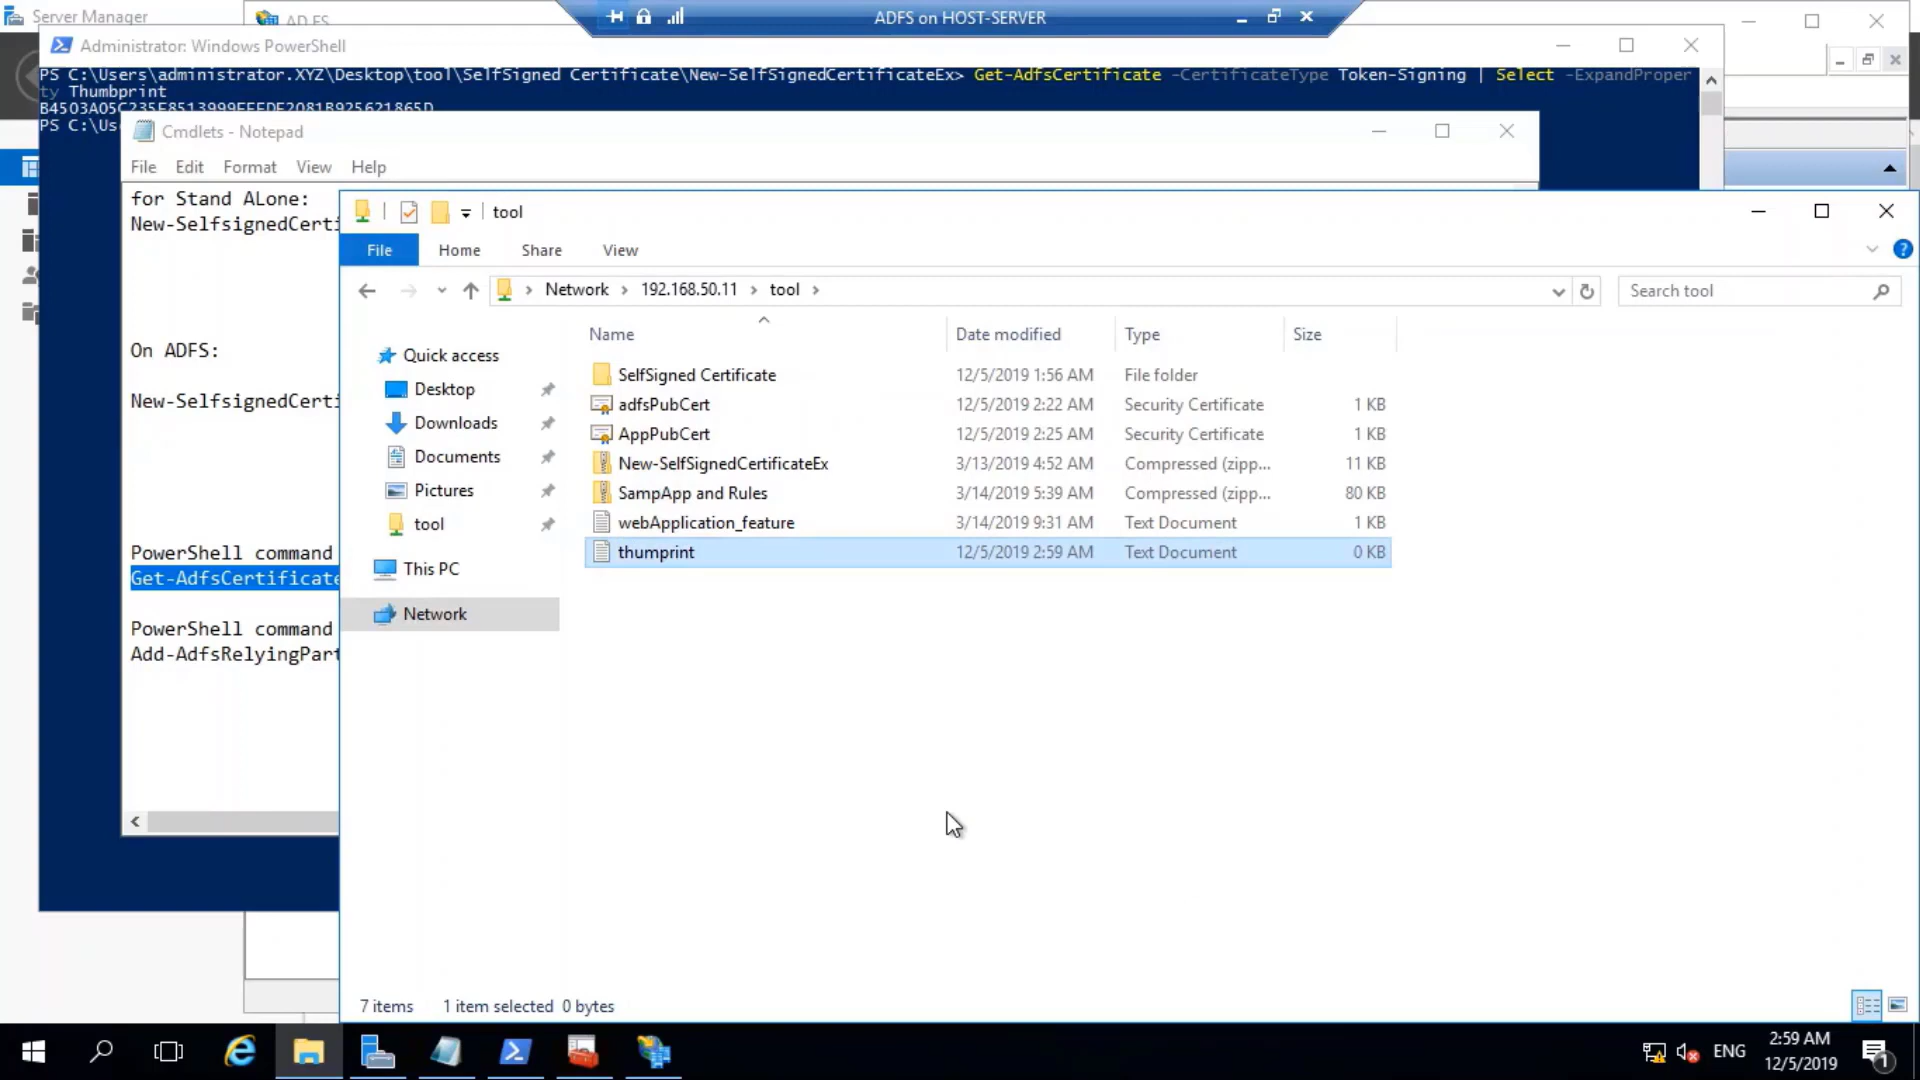 Server Manager
AD FS
ADFS on HOST-SERVER
Administrator: Windows PowerShell
PS C:\Users\administrator.XYZ\Desktop\tool\SelfSigned Certificate\New-SelfSignedCertificateEx> Get-AdfsCertificate -CertificateType Token-Signing | Select -ExpandProper
ty Thumbprint
PS C:\Us
Cmdlets - Notepad
File Edit Format View Help
for Stand ALone:
New-SelfsignedCerti
On ADFS:
New-SelfsignedCerti
PowerShell command
Get-AdfsCertificate
PowerShell command
Add-AdfsRelyingPart
tool
File Home Share View
Network > 192.168.50.11 > tool >
Search tool
Name Date modified Type Size
Quick access
Desktop
Downloads
Documents
Pictures
tool
This PC
Network
SelfSigned Certificate 12/5/2019 1:56 AM File folder
adfsPubCert 12/5/2019 2:22 AM Security Certificate 1 KB
AppPubCert 12/5/2019 2:25 AM Security Certificate 1 KB
New-SelfSignedCertificateEx 3/13/2019 4:52 AM Compressed (zipp... 11 KB
SampApp and Rules 3/14/2019 5:39 AM Compressed (zipp... 80 KB
webApplication_feature 3/14/2019 9:31 AM Text Document 1 KB
thumprint 12/5/2019 2:59 AM Text Document 0 KB
7 items 1 item selected 0 bytes
ENG
2:59 AM
12/5/2019
1